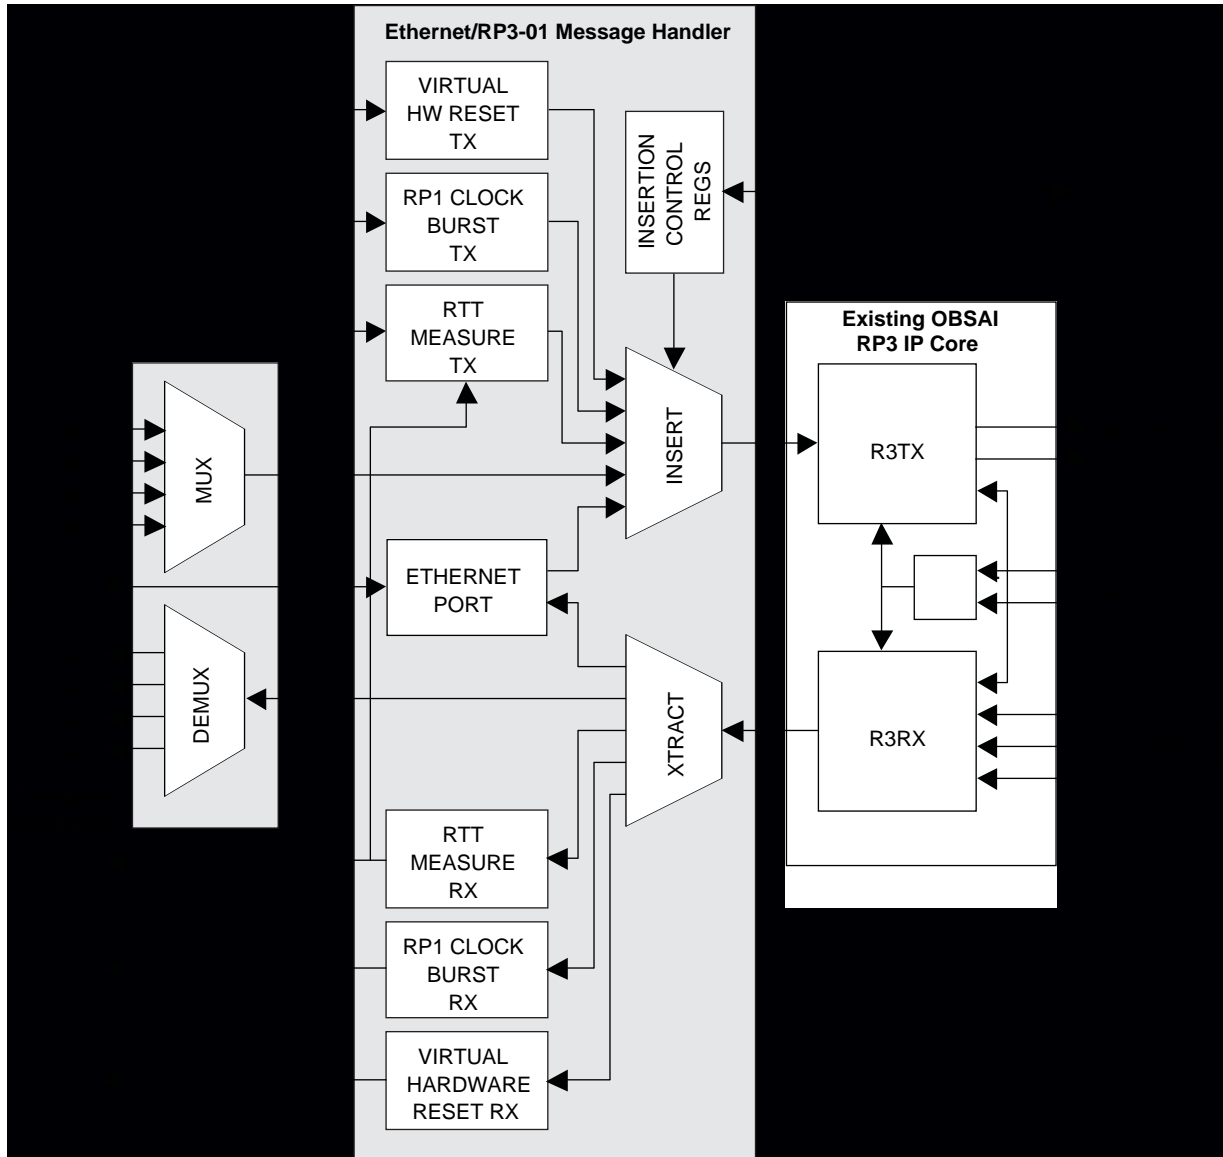 Ethernet/RP3-01 Message Handler
VIRTUAL
HW RESET
TX
RP1 CLOCK
BURST
TX
RTT
MEASURE
TX
INSERTION
CONTROL
REGS
Existing OBSAI
RP3 IP Core
MUX
INSERT
R3TX
ETHERNET
PORT
DEMUX
XTRACT
R3RX
RTT
MEASURE
RX
RP1 CLOCK
BURST
RX
VIRTUAL
HARDWARE
RESET RX